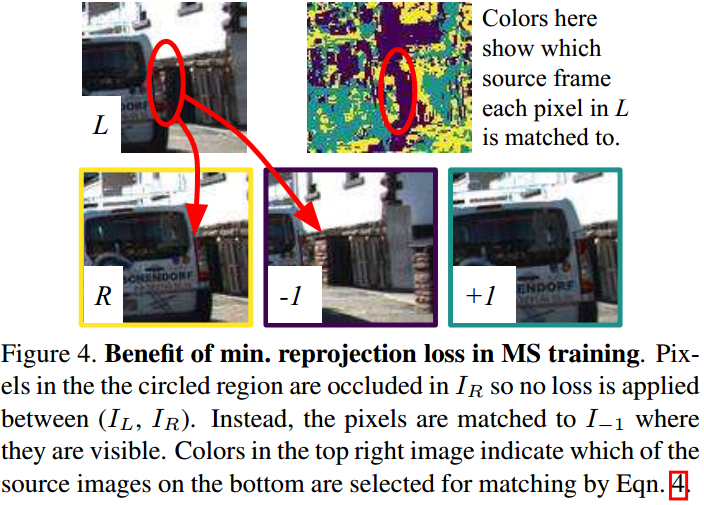 L
DORF
Colors here
show which
source frame
each pixel in L
is matched to.
R
CHENDORF
-1
+1
ENDORF
Figure 4. Benefit of min. reprojection loss in MS training. Pix-
els in the the circled region are occluded in I_R so no loss is applied
between (I_L, I_R). Instead, the pixels are matched to I_−1 where
they are visible. Colors in the top right image indicate which of the
source images on the bottom are selected for matching by Eqn. 4.